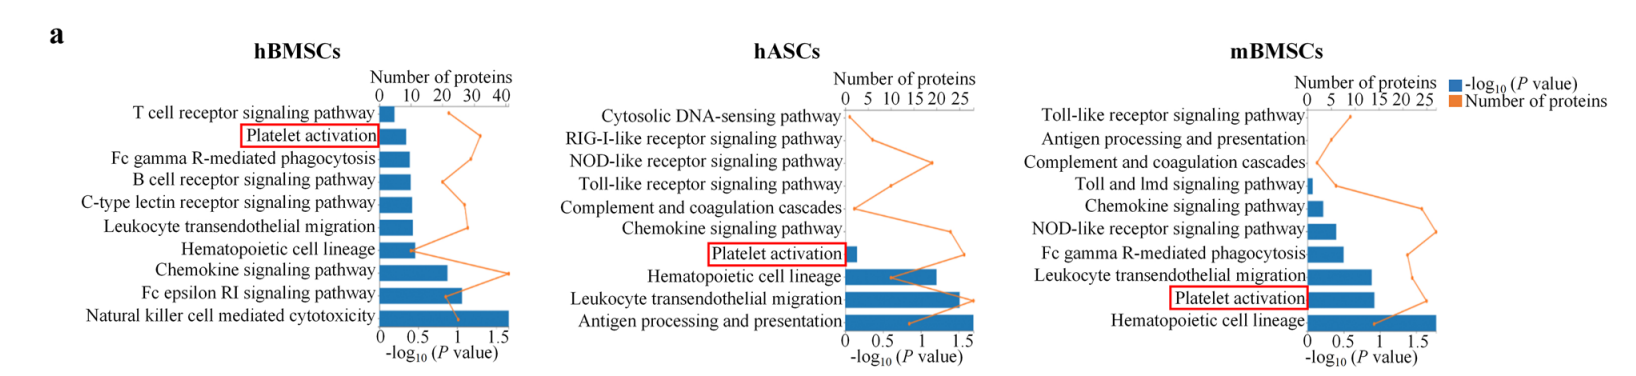 a
hBMSCs
Number of proteins
0 10 20 30 40
T cell receptor signaling pathway
Platelet activation
Fc gamma R-mediated phagocytosis
B cell receptor signaling pathway
C-type lectin receptor signaling pathway
Leukocyte transendothelial migration
Hematopoietic cell lineage
Chemokine signaling pathway
Fc epsilon RI signaling pathway
Natural killer cell mediated cytotoxicity
0 0.5 1 1.5
-log10 (P value)
hASCs
Number of proteins
0 5 10 15 20 25
Cytosolic DNA-sensing pathway
RIG-I-like receptor signaling pathway
NOD-like receptor signaling pathway
Toll-like receptor signaling pathway
Complement and coagulation cascades
Chemokine signaling pathway
Platelet activation
Hematopoietic cell lineage
Leukocyte transendothelial migration
Antigen processing and presentation
0 0.5 1 1.5
-log10 (P value)
mBMSCs
Number of proteins
0 5 10 15 20 25
Toll-like receptor signaling pathway
Antigen processing and presentation
Complement and coagulation cascades
Toll and lmd signaling pathway
Chemokine signaling pathway
NOD-like receptor signaling pathway
Fc gamma R-mediated phagocytosis
Leukocyte transendothelial migration
Platelet activation
Hematopoietic cell lineage
0 0.5 1 1.5
-log10 (P value)
-log10 (P value)
Number of proteins